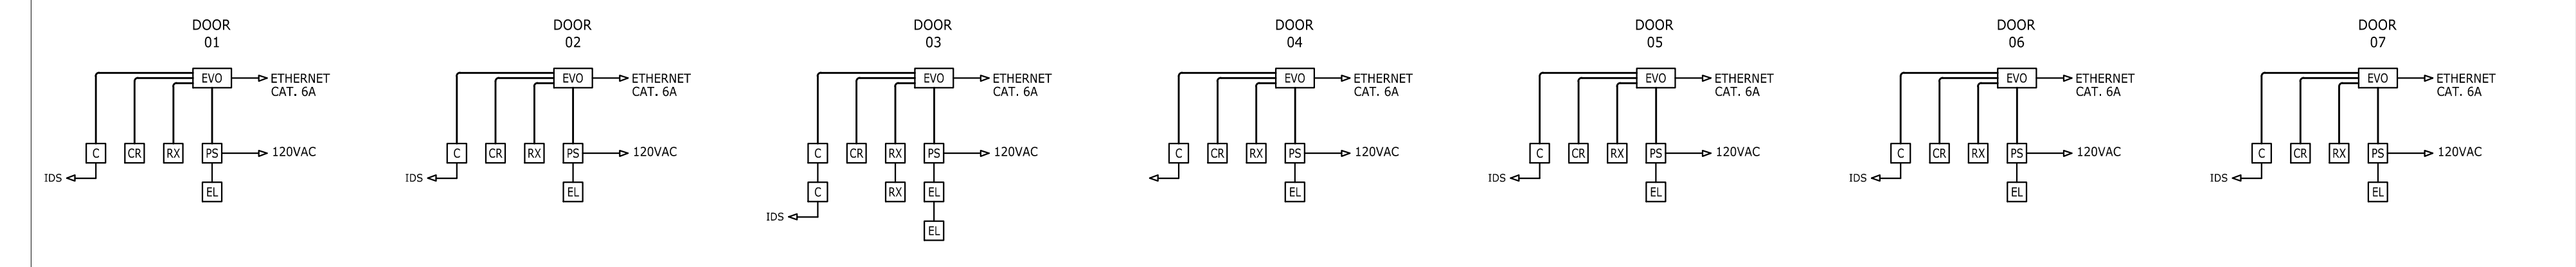 DOOR
01
EVO
ETHERNET
CAT. 6A
C
CR
RX
PS
120VAC
IDS
EL
DOOR
02
EVO
ETHERNET
CAT. 6A
C
CR
RX
PS
120VAC
IDS
EL
DOOR
03
EVO
ETHERNET
CAT. 6A
C
CR
RX
PS
120VAC
C
RX
EL
IDS
EL
DOOR
04
EVO
ETHERNET
CAT. 6A
C
CR
RX
PS
120VAC
EL
DOOR
05
EVO
ETHERNET
CAT. 6A
C
CR
RX
PS
120VAC
IDS
EL
DOOR
06
EVO
ETHERNET
CAT. 6A
C
CR
RX
PS
120VAC
IDS
EL
DOOR
07
EVO
ETHERNET
CAT. 6A
C
CR
RX
PS
120VAC
IDS
EL